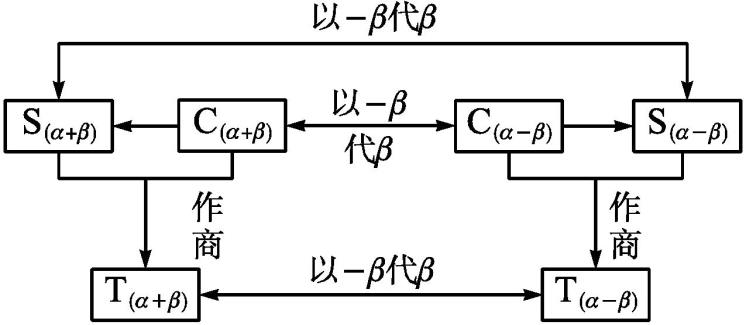 以-β代β
S(α+β)
C(α+β)
以-β
代β
C(α-β)
S(α-β)
作
商
作
商
T(α+β)
以-β代β
T(α-β)